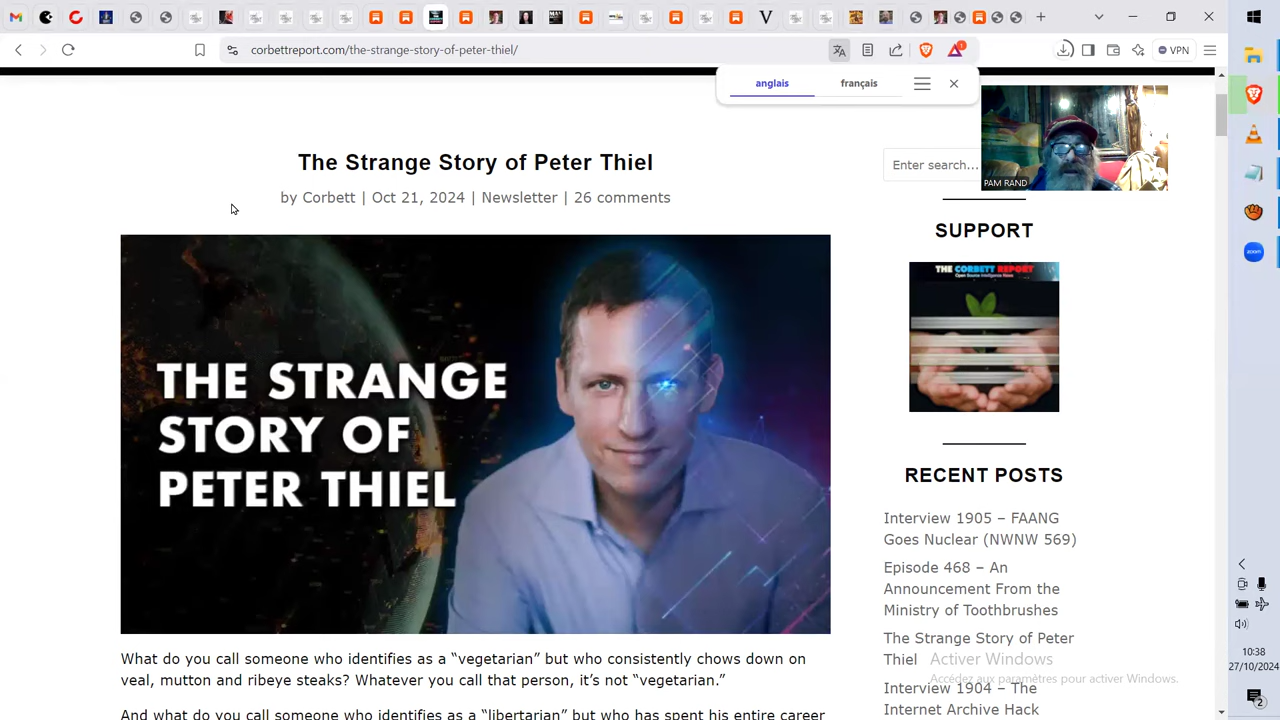 corbettreport.com/the-strange-story-of-peter-thiel/
VPN
anglais
français
The Strange Story of Peter Thiel
by Corbett | Oct 21, 2024 | Newsletter | 26 comments
Enter search...
PAM RAND
SUPPORT
THE CORBETT REPORT
Open Source Intelligence News
THE STRANGE
STORY OF
PETER THIEL
RECENT POSTS
Interview 1905 – FAANG
Goes Nuclear (NWNW 569)
Episode 468 – An
Announcement From the
Ministry of Toothbrushes
The Strange Story of Peter
Thiel
Interview 1904 – The
Internet Archive Hack
What do you call someone who identifies as a “vegetarian” but who consistently chows down on
veal, mutton and ribeye steaks? Whatever you call that person, it’s not “vegetarian.”
And what do you call someone who identifies as a “libertarian” but who has spent his entire career
Activer Windows
Accédez aux paramètres pour activer Windows.
zoom
10:38
27/10/2024
2